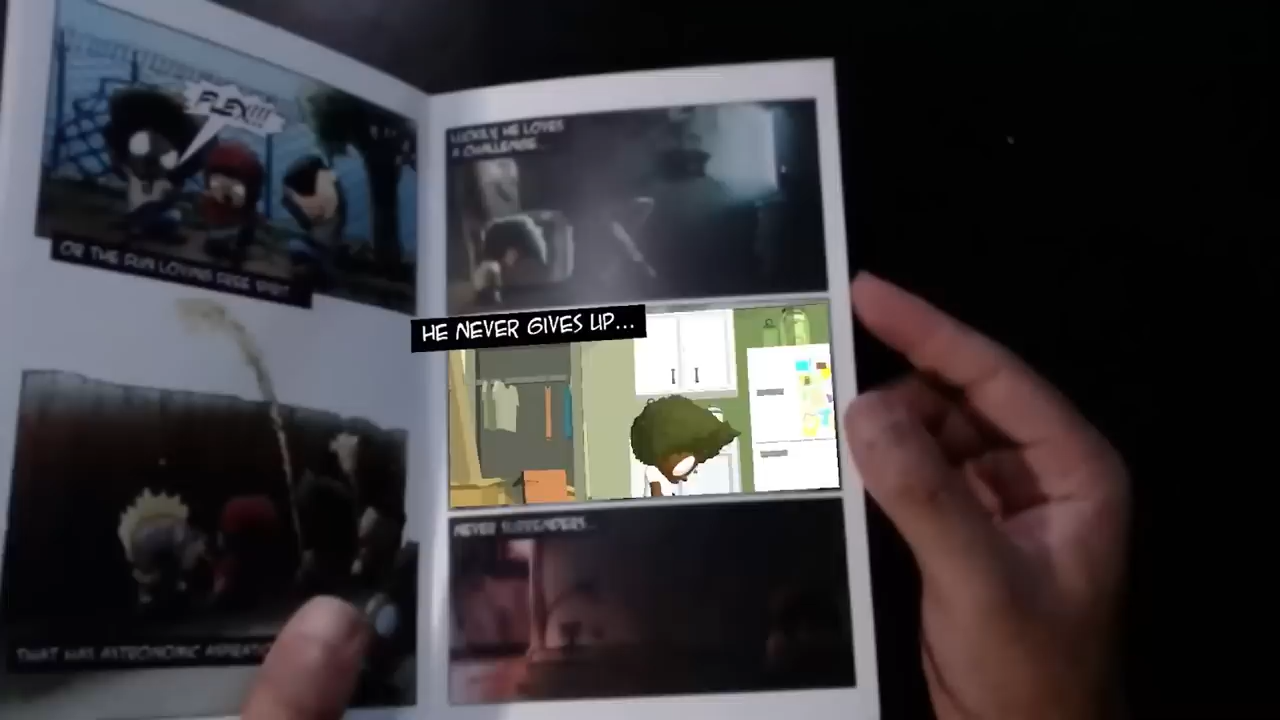 FLEX!!!
OR THE FUN LOVING FREE SPIRIT
THAT HAS ASTRONOMIC
LUCKILY HE LOVES
A CHALLENGE...
HE NEVER GIVES UP...
NEVER SURRENDERS...